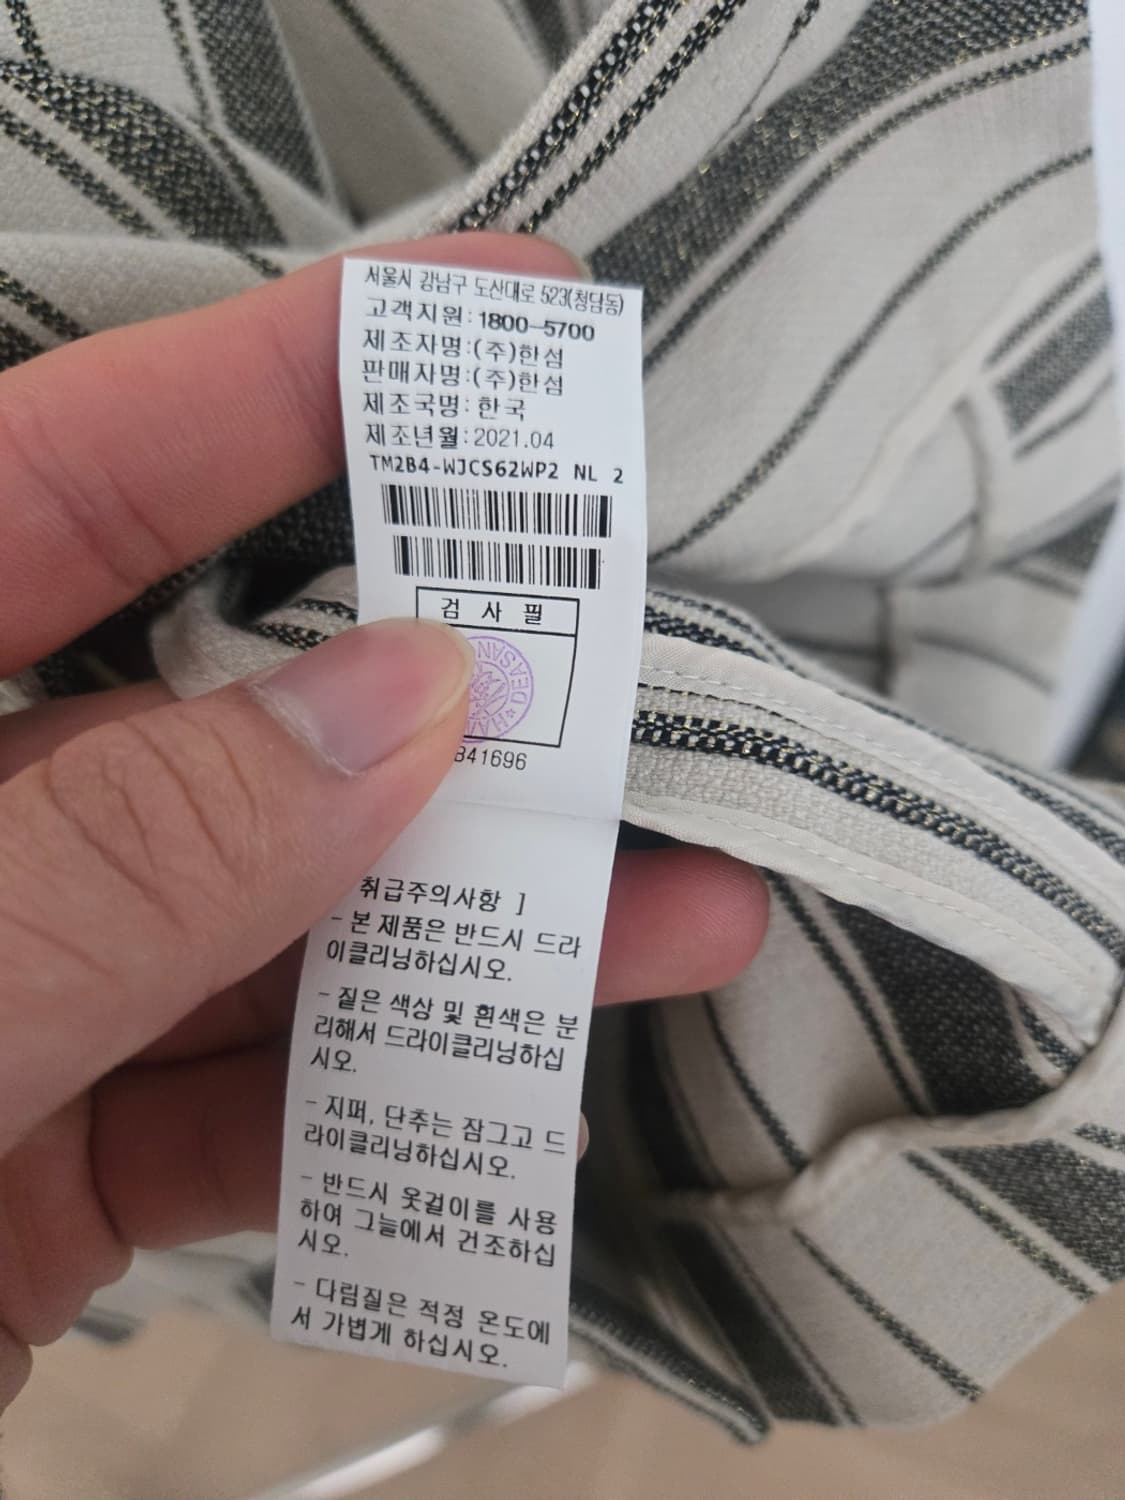 서울시 강남구 도산대로 523(청담동)
고객지원:1800-5700
제조자명:(주)한섬
판매자명:(주)한섬
제조국명:한국
제조년월:2021.04
TM2B4-WJCS62WP2 NL 2
검 사 필
HAN
DEASAN
B41696
취급주의사항 ]
- 본 제품은 반드시 드라
이클리닝하십시오.
- 짙은 색상 및 흰색은 분
리해서 드라이클리닝하십
시오.
- 지퍼, 단추는 잠그고 드
라이클리닝하십시오.
- 반드시 옷걸이를 사용
하여 그늘에서 건조하십
시오.
- 다림질은 적정 온도에
서 가볍게 하십시오.